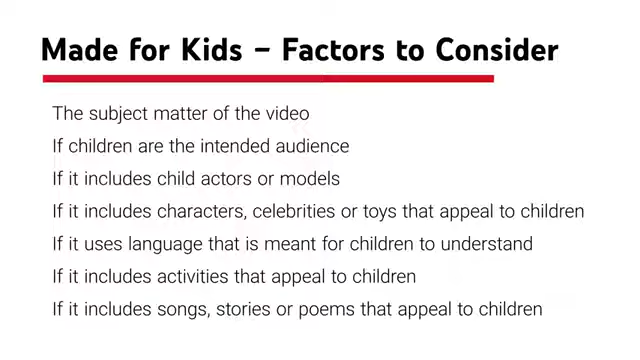 Made for Kids – Factors to Consider
The subject matter of the video
If children are the intended audience
If it includes child actors or models
If it includes characters, celebrities or toys that appeal to children
If it uses language that is meant for children to understand
If it includes activities that appeal to children
If it includes songs, stories or poems that appeal to children